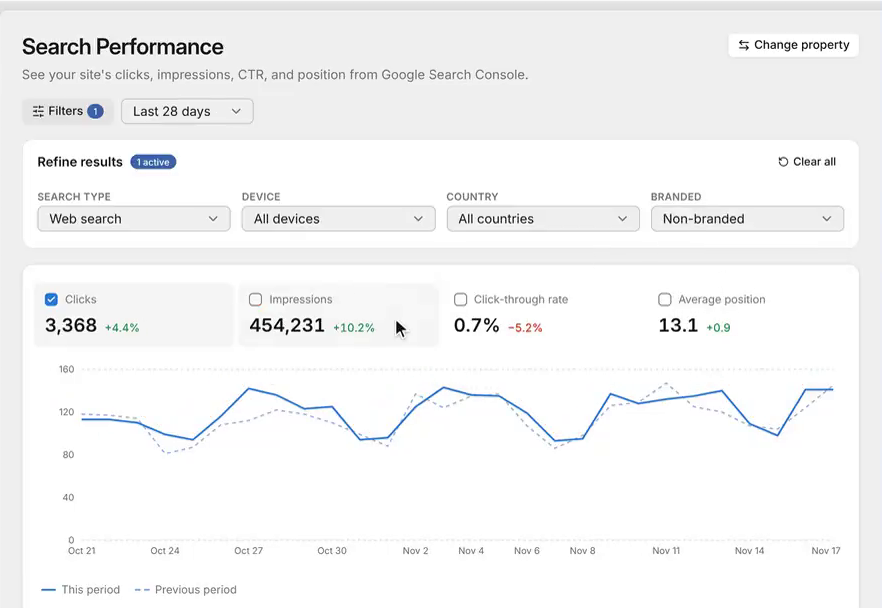 Search Performance
Change property
See your site's clicks, impressions, CTR, and position from Google Search Console.
Filters 1
Last 28 days
Refine results 1 active
Clear all
SEARCH TYPE DEVICE COUNTRY BRANDED
Web search All devices All countries Non-branded
Clicks Impressions Click-through rate Average position
3,368 +4.4% 454,231 +10.2% 0.7% −5.2% 13.1 +0.9
160
120
80
40
0
Oct 21 Oct 24 Oct 27 Oct 30 Nov 2 Nov 4 Nov 6 Nov 8 Nov 11 Nov 14 Nov 17
This period Previous period